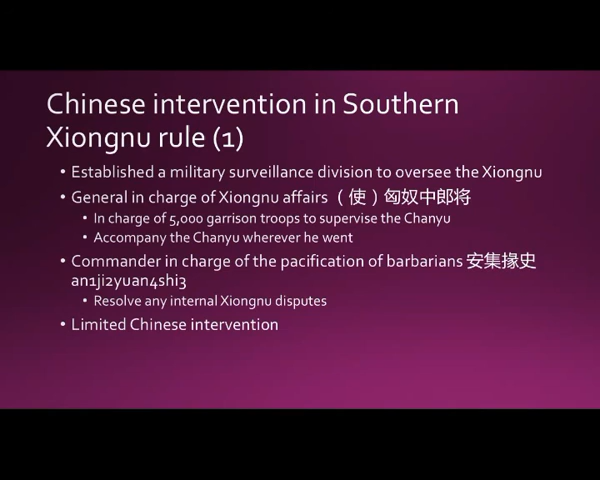 Chinese intervention in Southern
Xiongnu rule (1)
• Established a military surveillance division to oversee the Xiongnu
• General in charge of Xiongnu affairs （使）匈奴中郎将
• In charge of 5,000 garrison troops to supervise the Chanyu
• Accompany the Chanyu wherever he went
• Commander in charge of the pacification of barbarians 安集掾史
an1ji2yuan4shi3
• Resolve any internal Xiongnu disputes
• Limited Chinese intervention